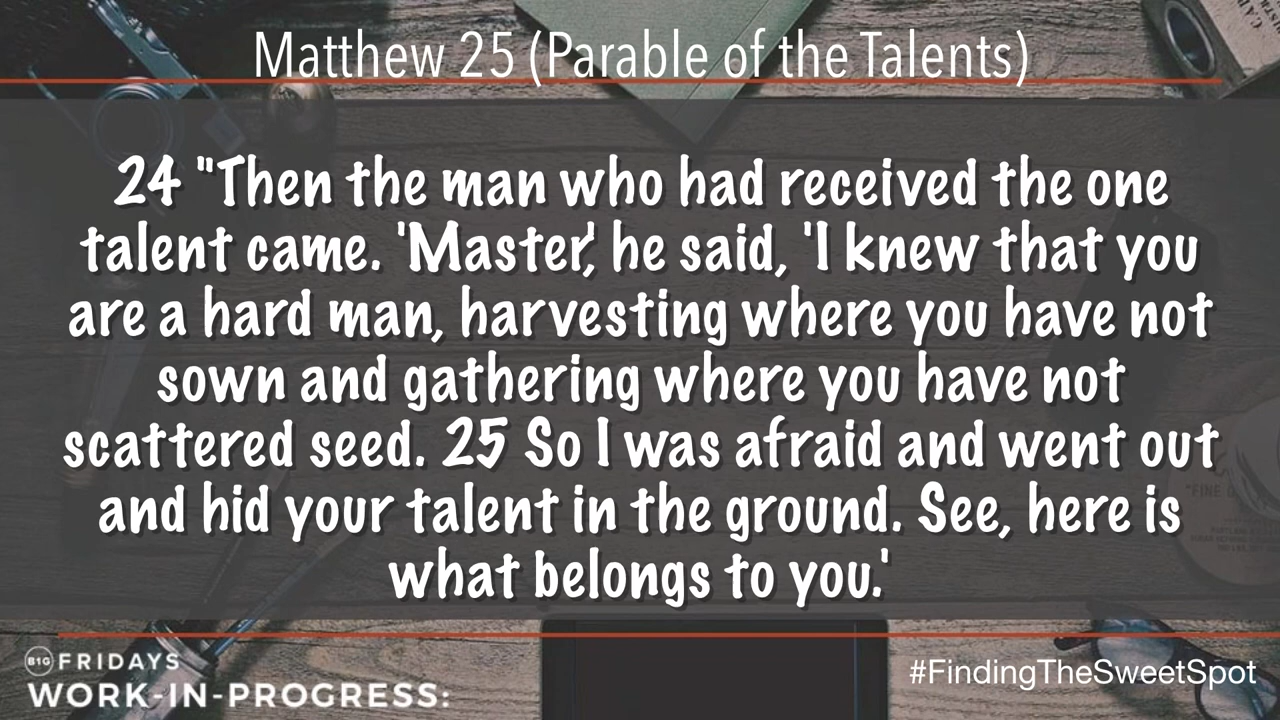 Matthew 25 (Parable of the Talents)
24 "Then the man who had received the one
talent came. 'Master,' he said, 'I knew that you
are a hard man, harvesting where you have not
sown and gathering where you have not
scattered seed. 25 So I was afraid and went out
and hid your talent in the ground. See, here is
what belongs to you.'
B1G FRIDAYS
WORK-IN-PROGRESS:
#FindingTheSweetSpot
"FINE